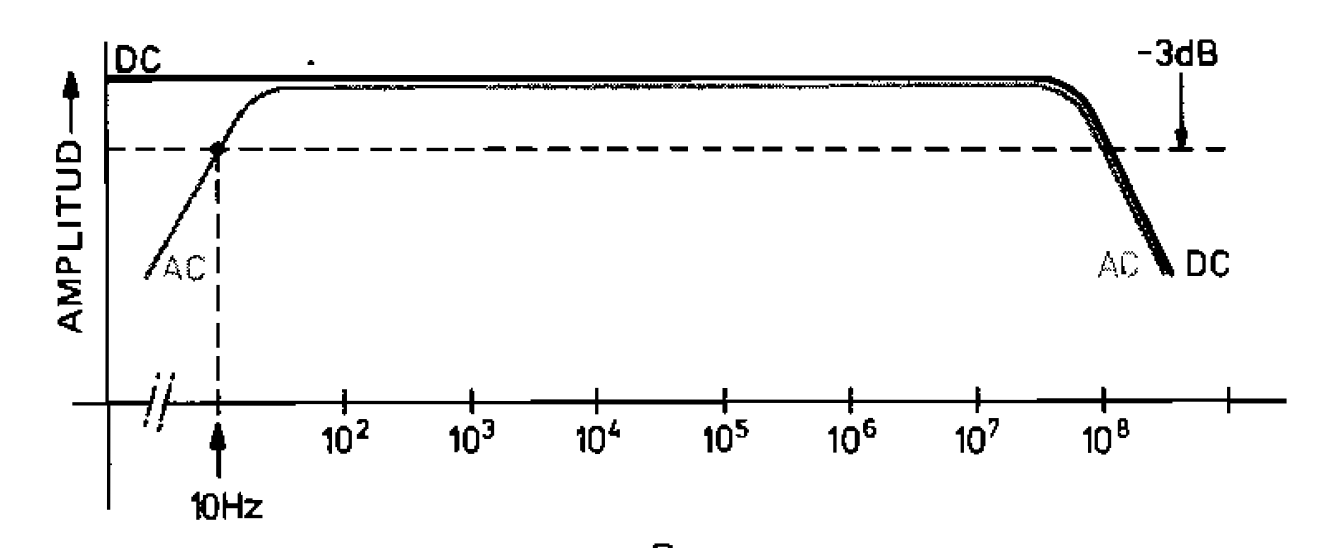 DC
-3dB
AMPLITUD
AC
AC DC
10² 10³ 10⁴ 10⁵ 10⁶ 10⁷ 10⁸
10Hz